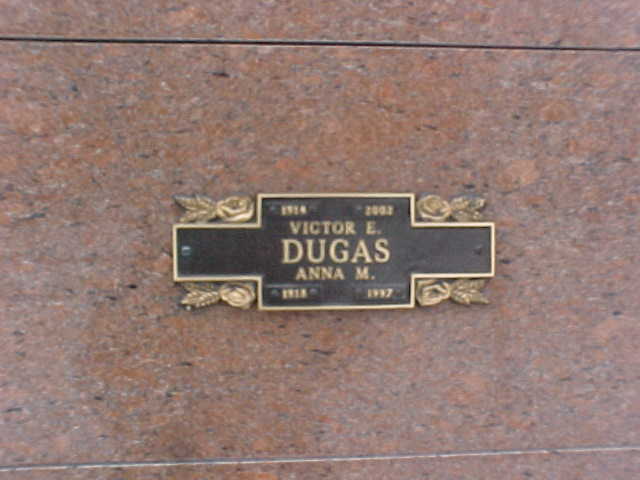 1914 2002
VICTOR E.
DUGAS
ANNA M.
1918 1997